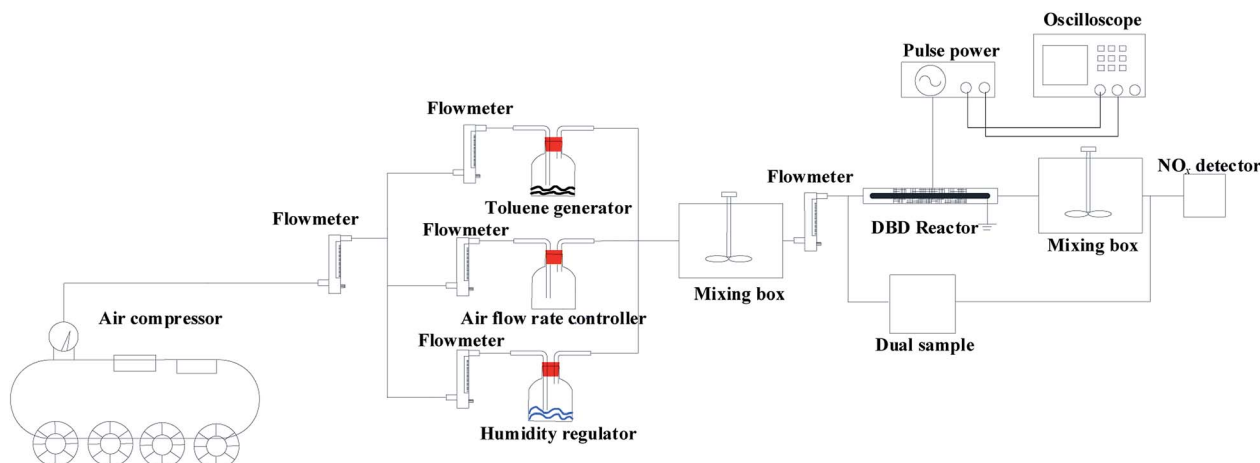 Oscilloscope
Pulse power
Flowmeter
NOx detector
Flowmeter
Toluene generator
DBD Reactor
Flowmeter
Flowmeter
Mixing box
Mixing box
Air compressor
Air flow rate controller
Dual sample
Flowmeter
Humidity regulator